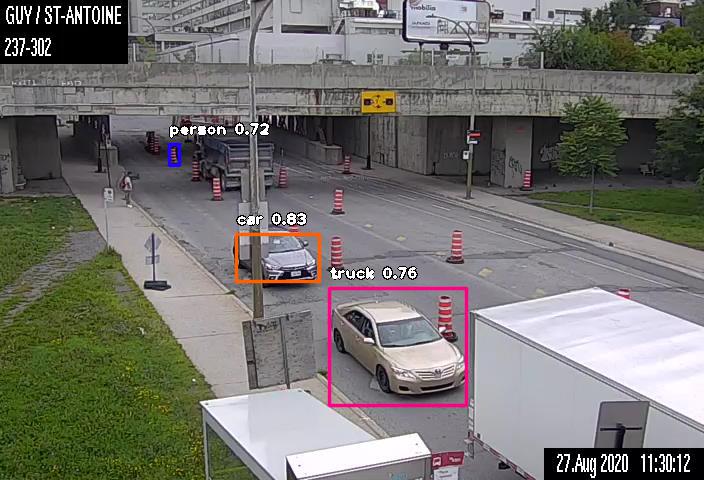 GUY / ST-ANTOINE
237-302
mobilia
person 0.72
car 0.83
truck 0.76
27.Aug 2020 11:30:12